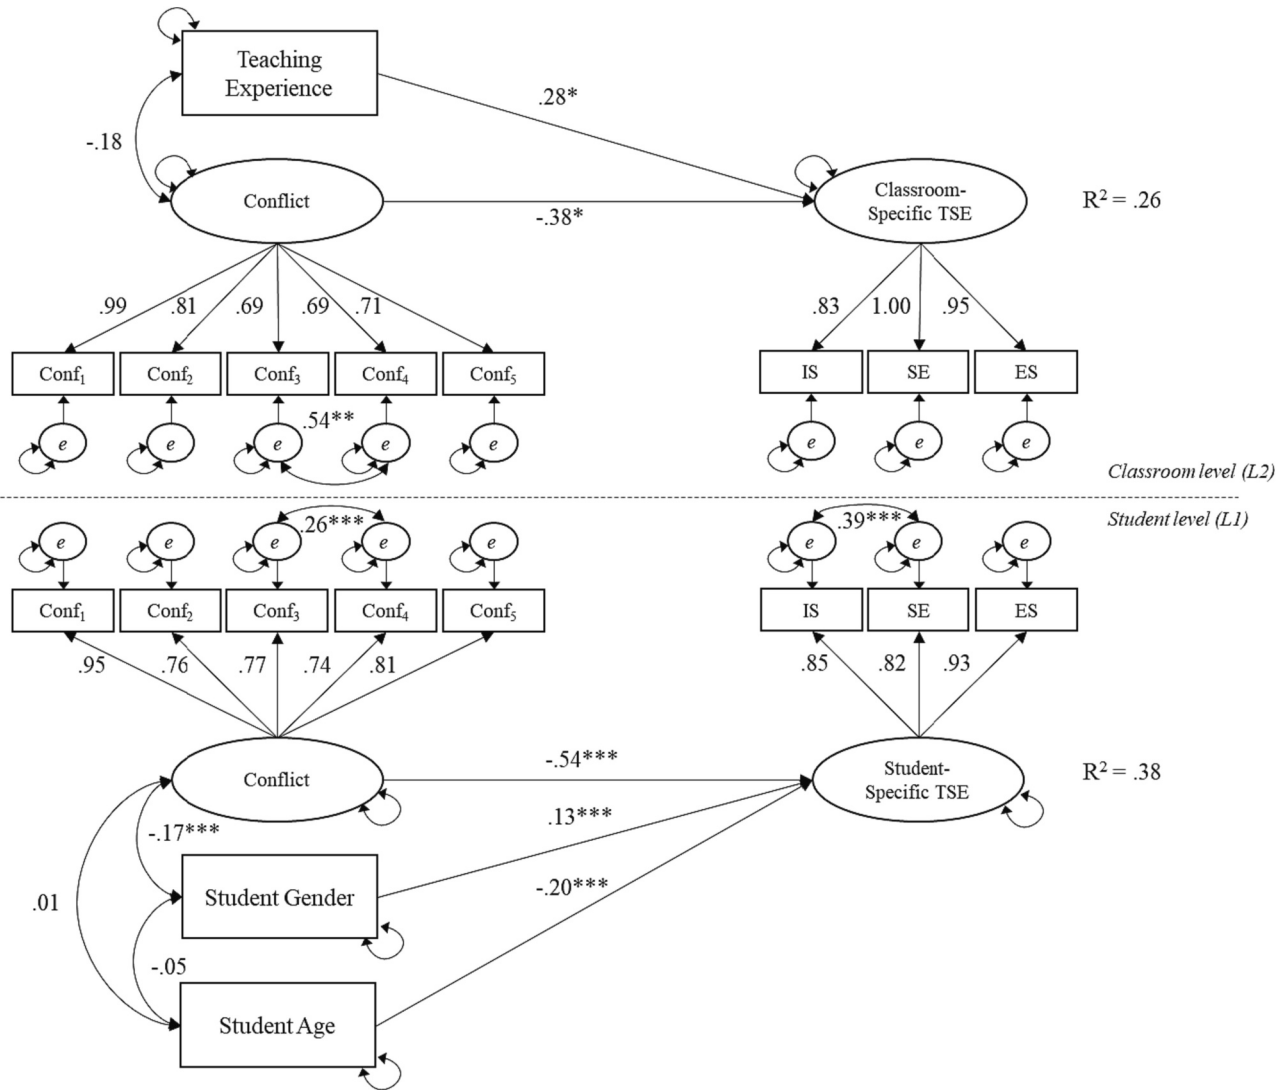 Teaching
Experience
.28*
-.18
Conflict
Classroom-
Specific TSE
R² = .26
-.38*
.99 .81 .69 .69 .71
.83 1.00 .95
Conf₁ Conf₂ Conf₃ Conf₄ Conf₅
IS SE ES
.54**
e e e e e
e e e
Classroom level (L2)
Student level (L1)
.26***
.39***
e e e e e
e e e
Conf₁ Conf₂ Conf₃ Conf₄ Conf₅
IS SE ES
.95 .76 .77 .74 .81
.85 .82 .93
Conflict
-.54***
Student-
Specific TSE
R² = .38
-.17***
.13***
Student Gender
-.20***
.01
-.05
Student Age